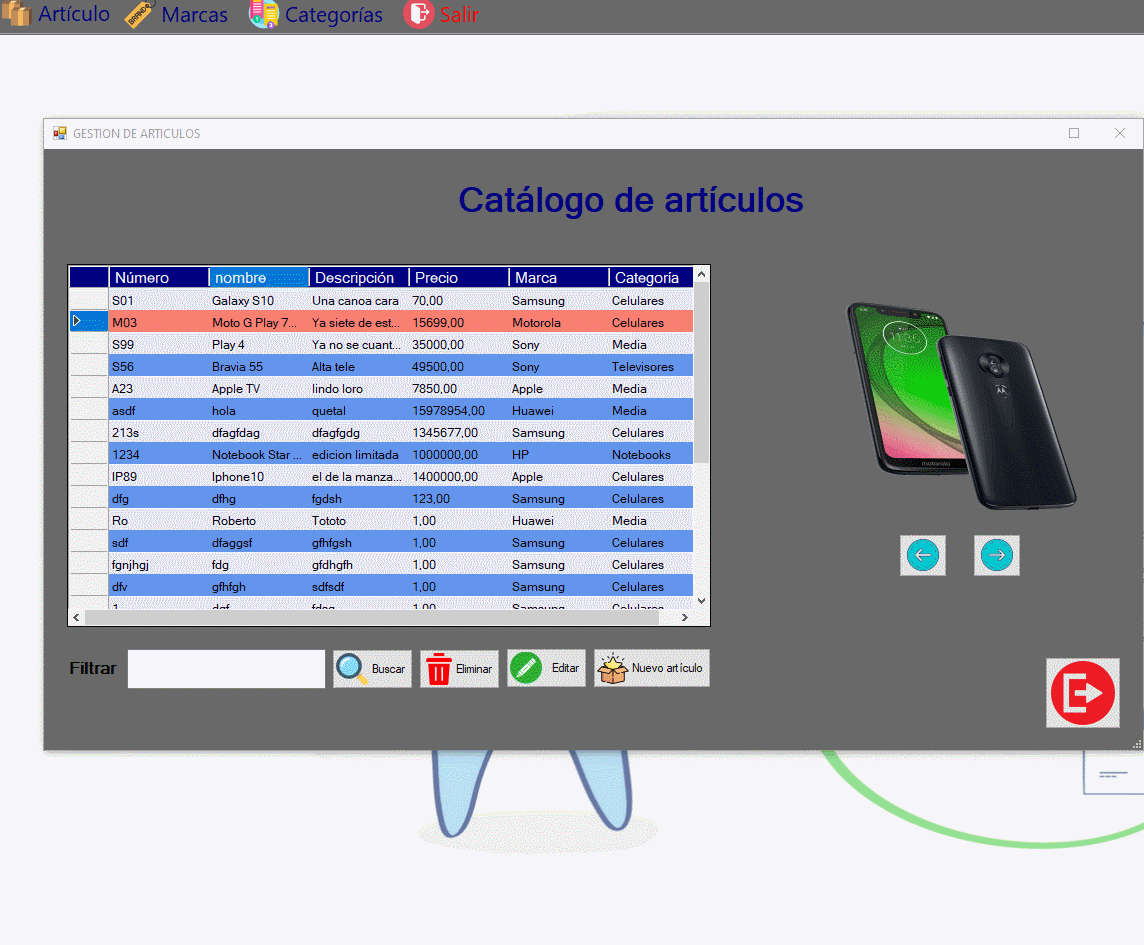 Artículo Marcas Categorías Salir
GESTION DE ARTICULOS
Catálogo de artículos
Número nombre Descripción Precio Marca Categoría
S01 Galaxy S10 Una canoa cara 70,00 Samsung Celulares
M03 Moto G Play 7... Ya siete de est... 15699,00 Motorola Celulares
S99 Play 4 Ya no se cuant... 35000,00 Sony Media
S56 Bravia 55 Alta tele 49500,00 Sony Televisores
A23 Apple TV lindo loro 7850,00 Apple Media
asdf hola quetal 15978954,00 Huawei Media
213s dfagfdag dfagfgdg 1345677,00 Samsung Celulares
1234 Notebook Star ... edicion limitada 1000000,00 HP Notebooks
IP89 Iphone10 el de la manza... 1400000,00 Apple Celulares
dfg dfhg fgdsh 123,00 Samsung Celulares
Ro Roberto Tototo 1,00 Huawei Media
sdf dfaggsf gfhfgsh 1,00 Samsung Celulares
fgnjhgj fdg gfdhgfh 1,00 Samsung Celulares
dfv gfhfgh sdfsdf 1,00 Samsung Celulares
1 1,00 Samsung Celulares
motorola
Filtrar Buscar Eliminar Editar Nuevo artículo